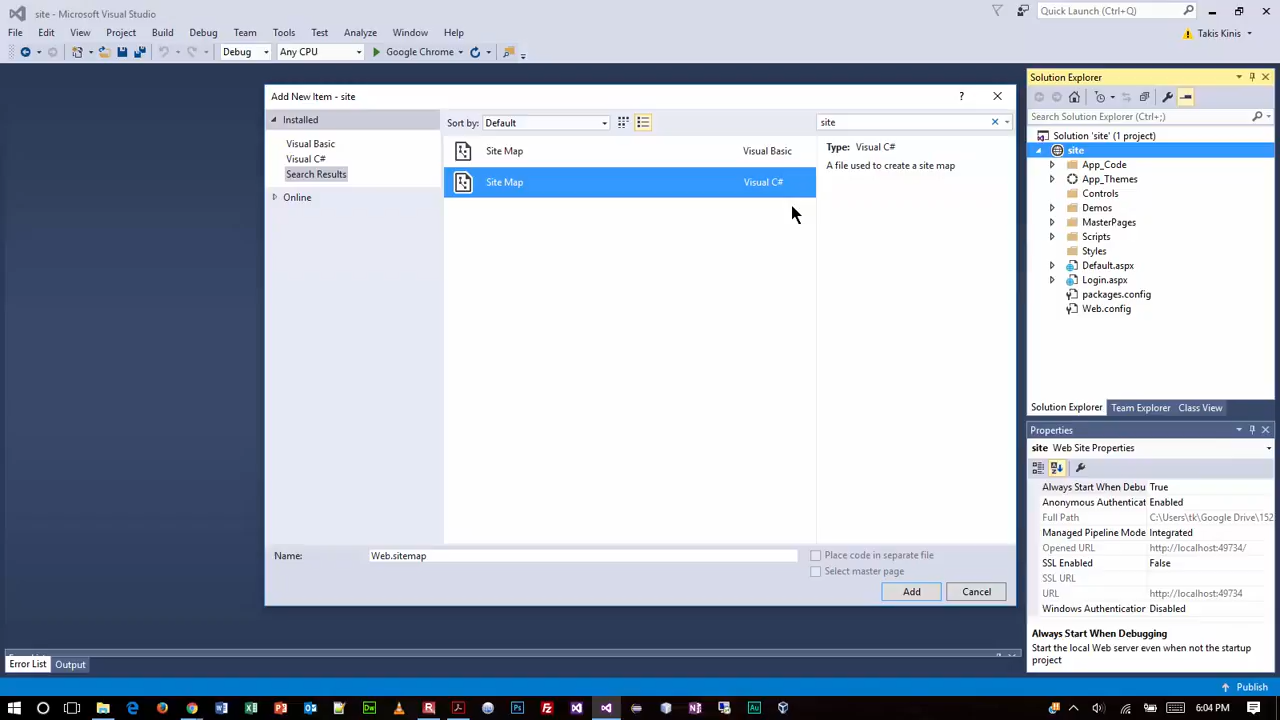 site - Microsoft Visual Studio
Quick Launch (Ctrl+Q)
File Edit View Project Build Debug Team Tools Test Analyze Window Help
Takis Kinis
Debug Any CPU Google Chrome
Solution Explorer
Add New Item - site
?
Installed
Sort by: Default
site
Search Solution Explorer (Ctrl+;)
Visual Basic
Visual C#
Search Results
Online
Site Map Visual Basic
Site Map Visual C#
Type: Visual C#
A file used to create a site map
Solution 'site' (1 project)
site
App_Code
App_Themes
Controls
Demos
MasterPages
Scripts
Styles
Default.aspx
Login.aspx
packages.config
Web.config
Solution Explorer Team Explorer Class View
Properties
site Web Site Properties
Always Start When Debu True
Anonymous Authenticat Enabled
Full Path C:\Users\tk\Google Drive\152
Managed Pipeline Mode Integrated
Opened URL http://localhost:49734/
SSL Enabled False
SSL URL
URL http://localhost:49734
Windows Authentication Disabled
Always Start When Debugging
Start the local Web server even when not the startup
project
Name: Web.sitemap
Place code in separate file
Select master page
Add Cancel
Error List Output
Publish
6:04 PM